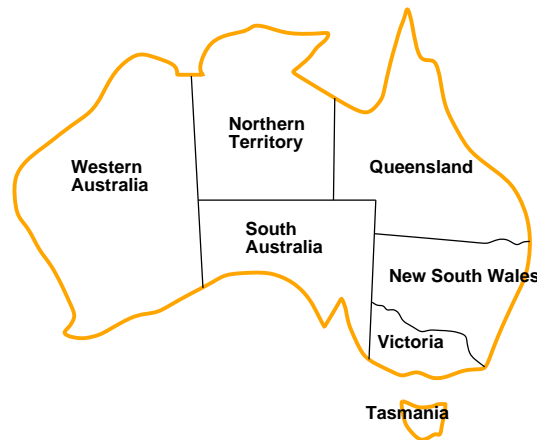 Northern
Territory
Western
Australia
Queensland
South
Australia
New South Wales
Victoria
Tasmania